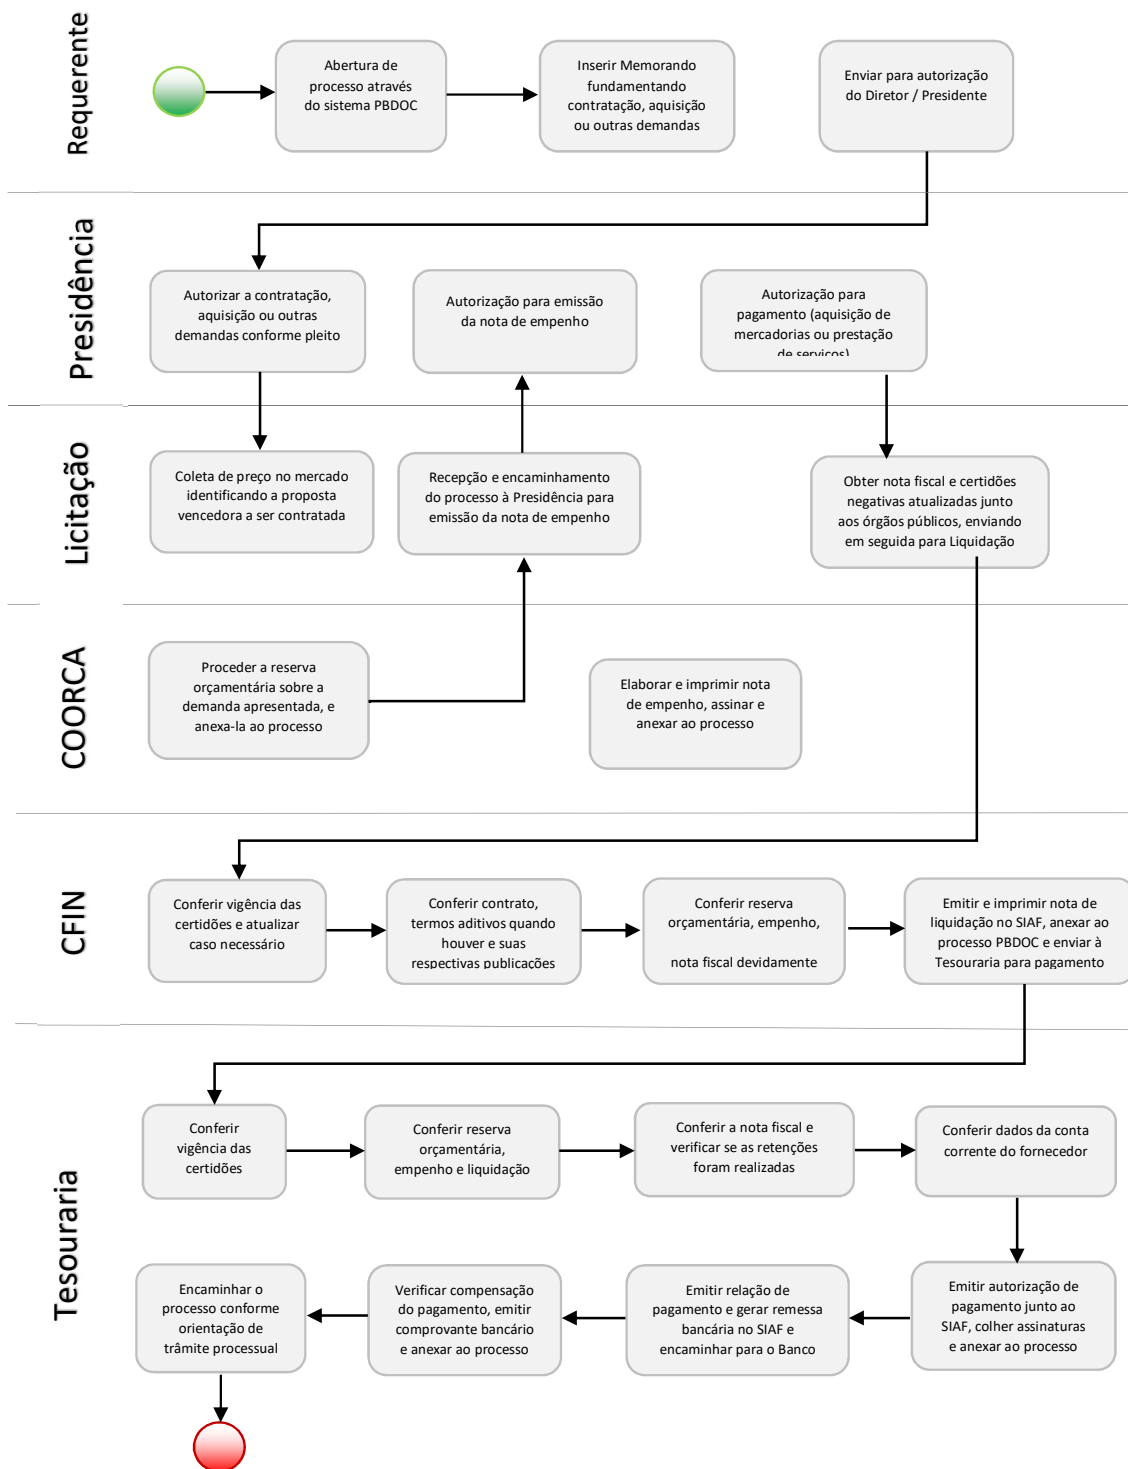 Requerente
Abertura de
processo através
do sistema PBDOC
Inserir Memorando
fundamentando
contratação, aquisição
ou outras demandas
Enviar para autorização
do Diretor / Presidente
Presidência
Autorizar a contratação,
aquisição ou outras
demandas conforme pleito
Autorização para emissão
da nota de empenho
Autorização para
pagamento (aquisição de
mercadorias ou prestação
de serviços)
Licitação
Coleta de preço no mercado
identificando a proposta
vencedora a ser contratada
Recepção e encaminhamento
do processo à Presidência para
emissão da nota de empenho
Obter nota fiscal e certidões
negativas atualizadas junto
aos órgãos públicos, enviando
em seguida para Liquidação
COORCA
Proceder a reserva
orçamentária sobre a
demanda apresentada, e
anexa-la ao processo
Elaborar e imprimir nota
de empenho, assinar e
anexar ao processo
CFIN
Conferir vigência das
certidões e atualizar
caso necessário
Conferir contrato,
termos aditivos quando
houver e suas
respectivas publicações
Conferir reserva
orçamentária, empenho,
nota fiscal devidamente
Emitir e imprimir nota de
liquidação no SIAF, anexar ao
processo PBDOC e enviar à
Tesouraria para pagamento
Tesouraria
Conferir
vigência das
certidões
Conferir reserva
orçamentária,
empenho e liquidação
Conferir a nota fiscal e
verificar se as retenções
foram realizadas
Conferir dados da conta
corrente do fornecedor
Encaminhar o
processo conforme
orientação de
trâmite processual
Verificar compensação
do pagamento, emitir
comprovante bancário
e anexar ao processo
Emitir relação de
pagamento e gerar remessa
bancária no SIAF e
encaminhar para o Banco
Emitir autorização de
pagamento junto ao
SIAF, colher assinaturas
e anexar ao processo